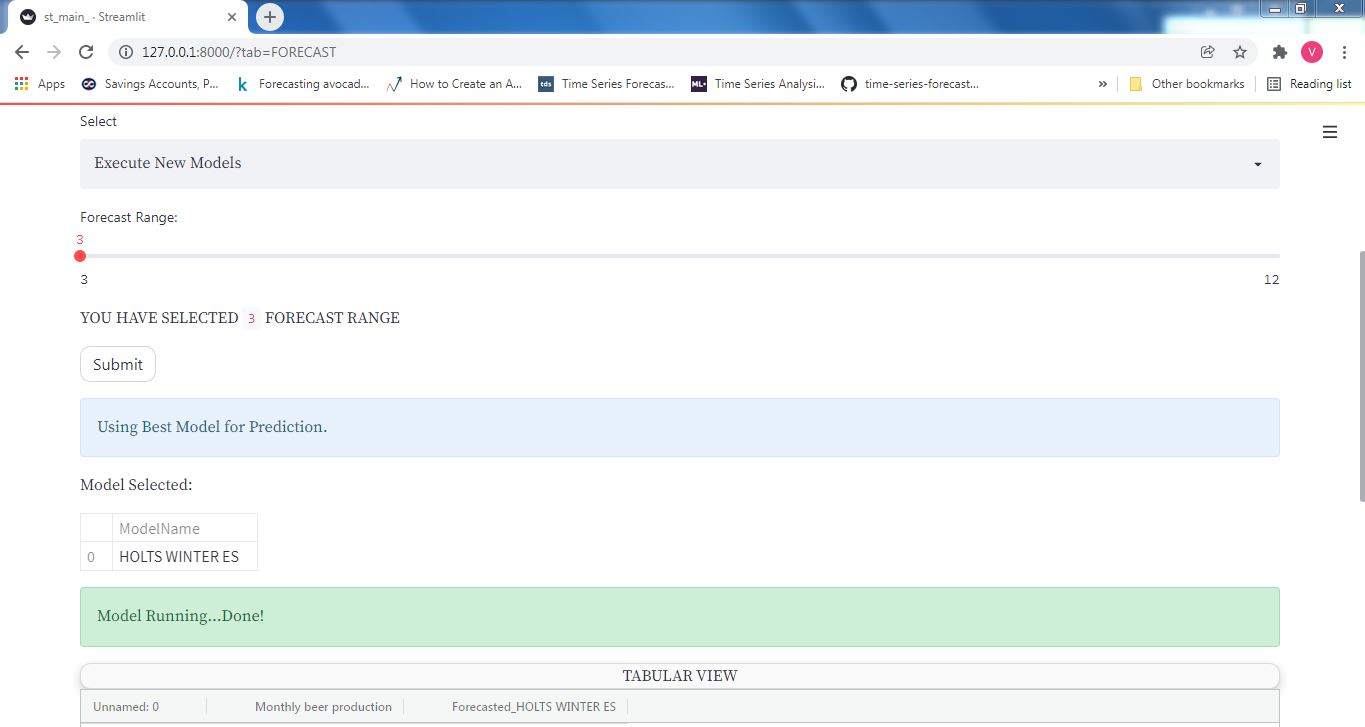 st_main_ · Streamlit
127.0.0.1:8000/?tab=FORECAST
V
Apps
Savings Accounts, P...
k
Forecasting avocad...
How to Create an A...
tds
Time Series Forecas...
ML+
Time Series Analysi...
time-series-forecast...
»
Other bookmarks
Reading list
Select
Execute New Models
Forecast Range:
3
3
12
YOU HAVE SELECTED 3 FORECAST RANGE
Submit
Using Best Model for Prediction.
Model Selected:
ModelName
0 HOLTS WINTER ES
Model Running...Done!
TABULAR VIEW
Unnamed: 0 Monthly beer production Forecasted_HOLTS WINTER ES